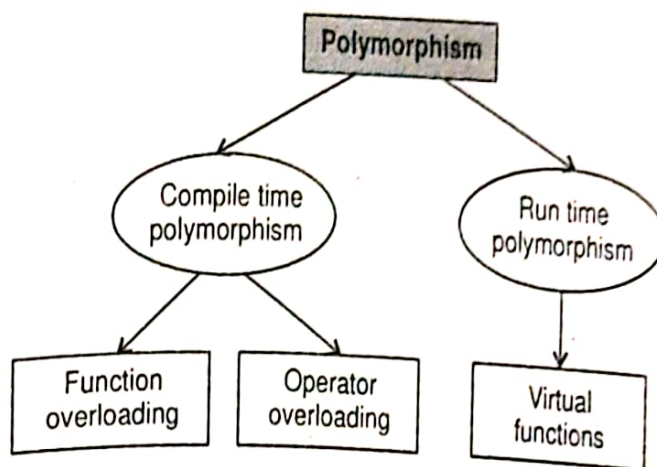 Polymorphism
Compile time
polymorphism
Run time
polymorphism
Function
overloading
Operator
overloading
Virtual
functions